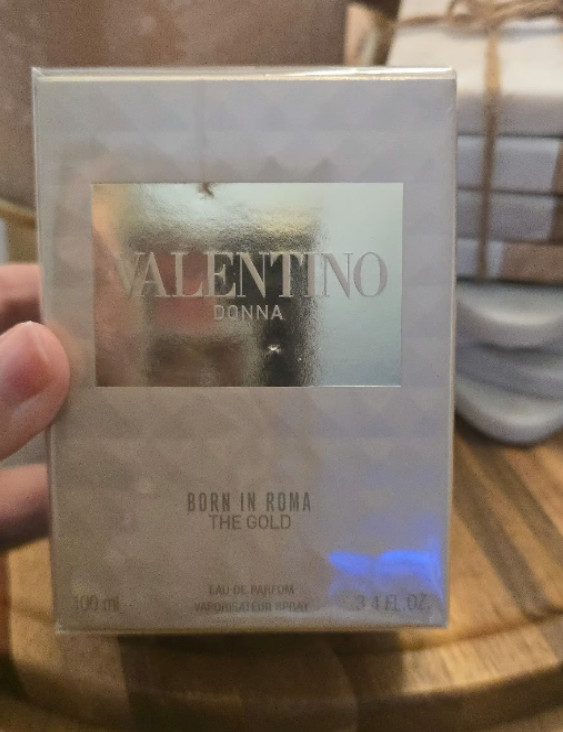 VALENTINO
DONNA
BORN IN ROMA
THE GOLD
EAU DE PARFUM
VAPORISATEUR SPRAY
100 ml
3.4 FL.OZ.